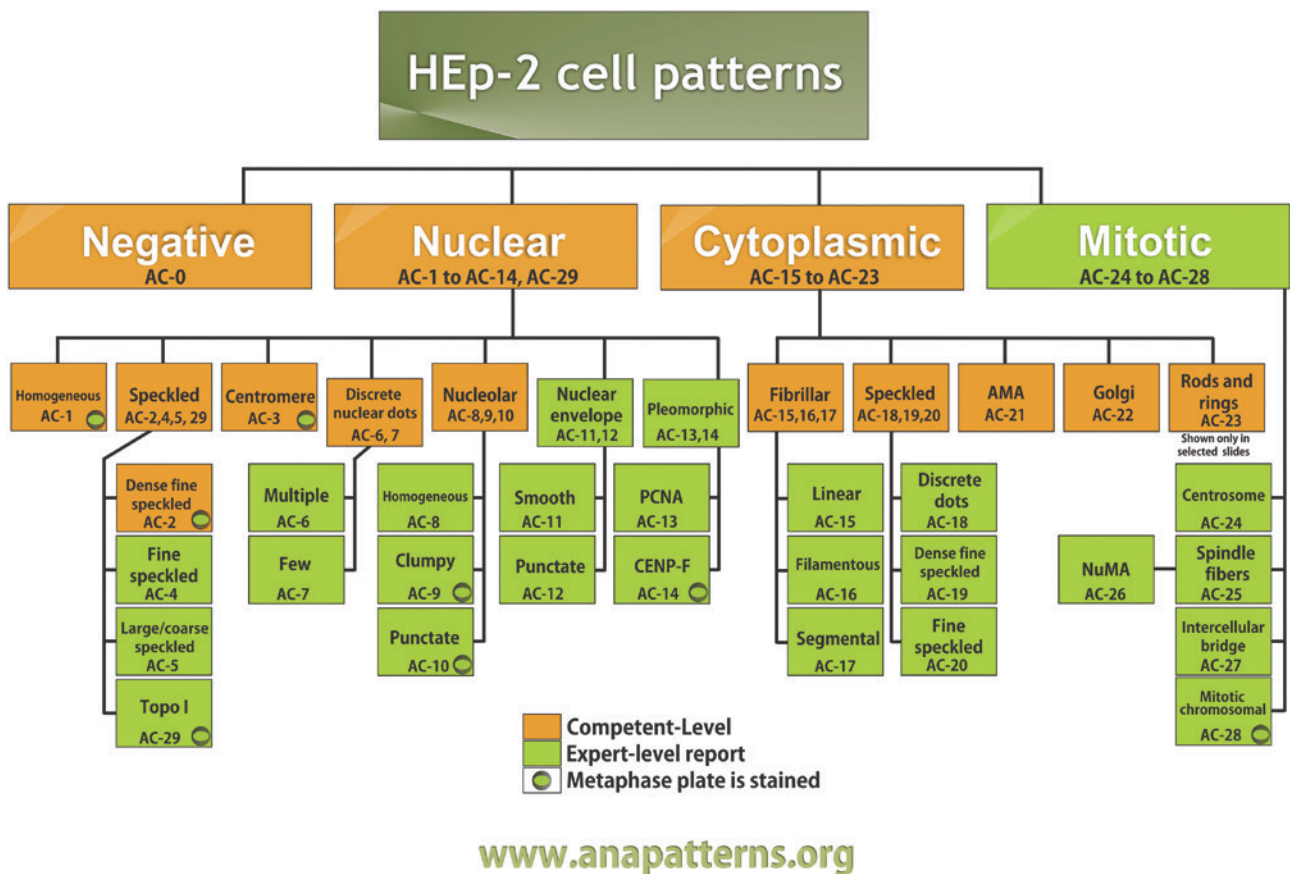 HEp-2 cell patterns
Negative
AC-0
Nuclear
AC-1 to AC-14, AC-29
Cytoplasmic
AC-15 to AC-23
Mitotic
AC-24 to AC-28
Homogeneous
AC-1
Speckled
AC-2,4,5, 29
Centromere
AC-3
Discrete
nuclear dots
AC-6, 7
Nucleolar
AC-8,9,10
Nuclear
envelope
AC-11,12
Pleomorphic
AC-13,14
Fibrillar
AC-15,16,17
Speckled
AC-18,19,20
AMA
AC-21
Golgi
AC-22
Rods and
rings
AC-23
Shown only in
selected slides
Dense fine
speckled
AC-2
Fine
speckled
AC-4
Large/coarse
speckled
AC-5
Topo I
AC-29
Multiple
AC-6
Few
AC-7
Homogeneous
AC-8
Clumpy
AC-9
Punctate
AC-10
Smooth
AC-11
Punctate
AC-12
PCNA
AC-13
CENP-F
AC-14
Linear
AC-15
Filamentous
AC-16
Segmental
AC-17
Discrete
dots
AC-18
Dense fine
speckled
AC-19
Fine
speckled
AC-20
Centrosome
AC-24
NuMA
AC-26
Spindle
fibers
AC-25
Intercellular
bridge
AC-27
Mitotic
chromosomal
AC-28
Competent-Level
Expert-level report
Metaphase plate is stained
www.anapatterns.org